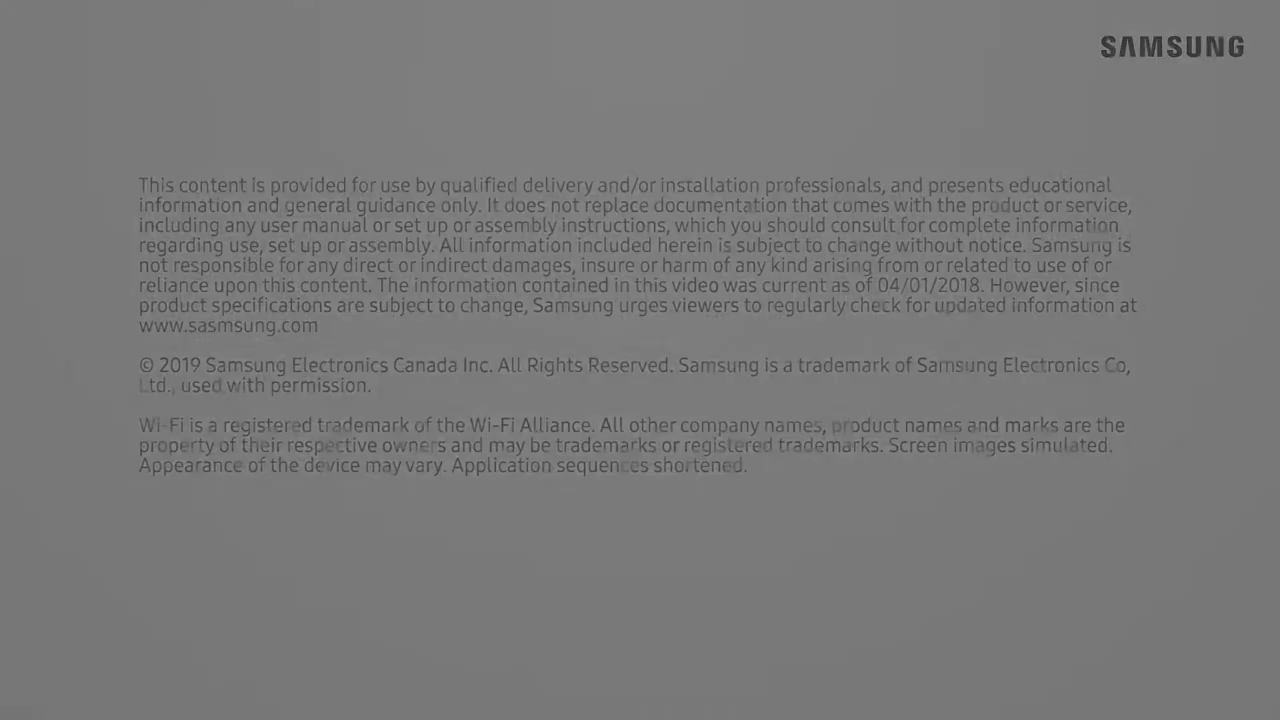 SAMSUNG
This content is provided for use by qualified delivery and/or installation professionals, and presents educational
information and general guidance only. It does not replace documentation that comes with the product or service,
including any user manual or set up or assembly instructions, which you should consult for complete information
regarding use, set up or assembly. All information included herein is subject to change without notice. Samsung is
not responsible for any direct or indirect damages, insure or harm of any kind arising from or related to use of or
reliance upon this content. The information contained in this video was current as of 04/01/2018. However, since
product specifications are subject to change, Samsung urges viewers to regularly check for updated information at
www.sasmsung.com
© 2019 Samsung Electronics Canada Inc. All Rights Reserved. Samsung is a trademark of Samsung Electronics Co,
Ltd., used with permission.
Wi-Fi is a registered trademark of the Wi-Fi Alliance. All other company names, product names and marks are the
property of their respective owners and may be trademarks or registered trademarks. Screen images simulated.
Appearance of the device may vary. Application sequences shortened.